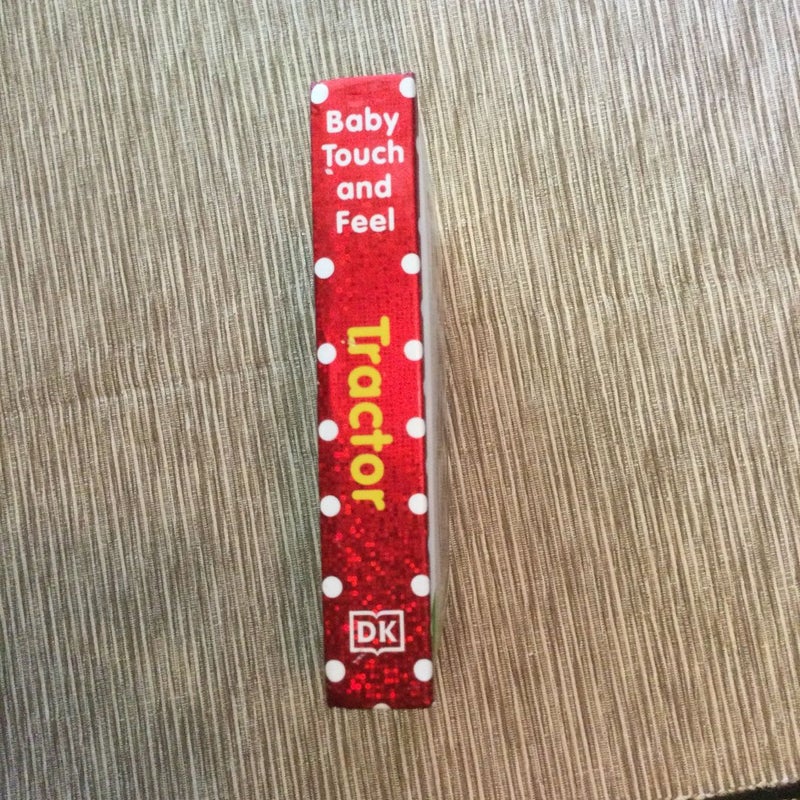 Baby
Touch
and
Feel
Tractor
DK